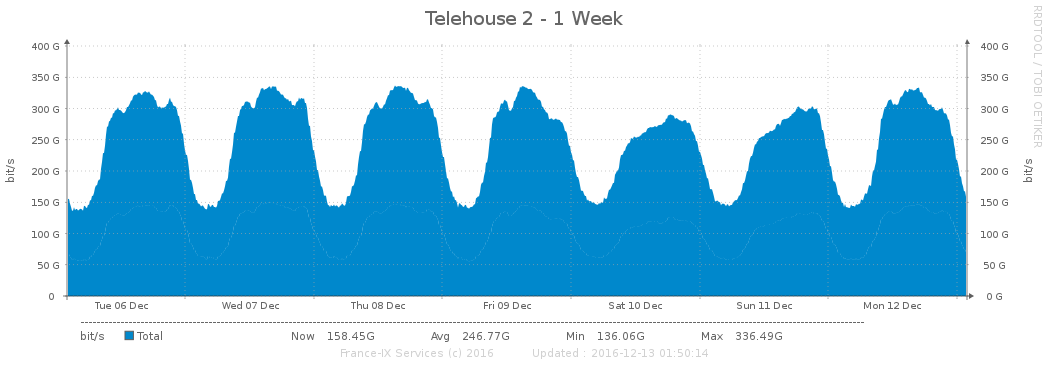 Telehouse 2 - 1 Week
RRDTOOL / TOBI OETIKER
400 G 400 G
350 G 350 G
300 G 300 G
250 G 250 G
200 G 200 G
150 G 150 G
100 G 100 G
50 G 50 G
0 0 G
bit/s bit/s
Tue 06 Dec Wed 07 Dec Thu 08 Dec Fri 09 Dec Sat 10 Dec Sun 11 Dec Mon 12 Dec
bit/s Total Now 158.45G Avg 246.77G Min 136.06G Max 336.49G
France-IX Services (c) 2016 Updated : 2016-12-13 01:50:14